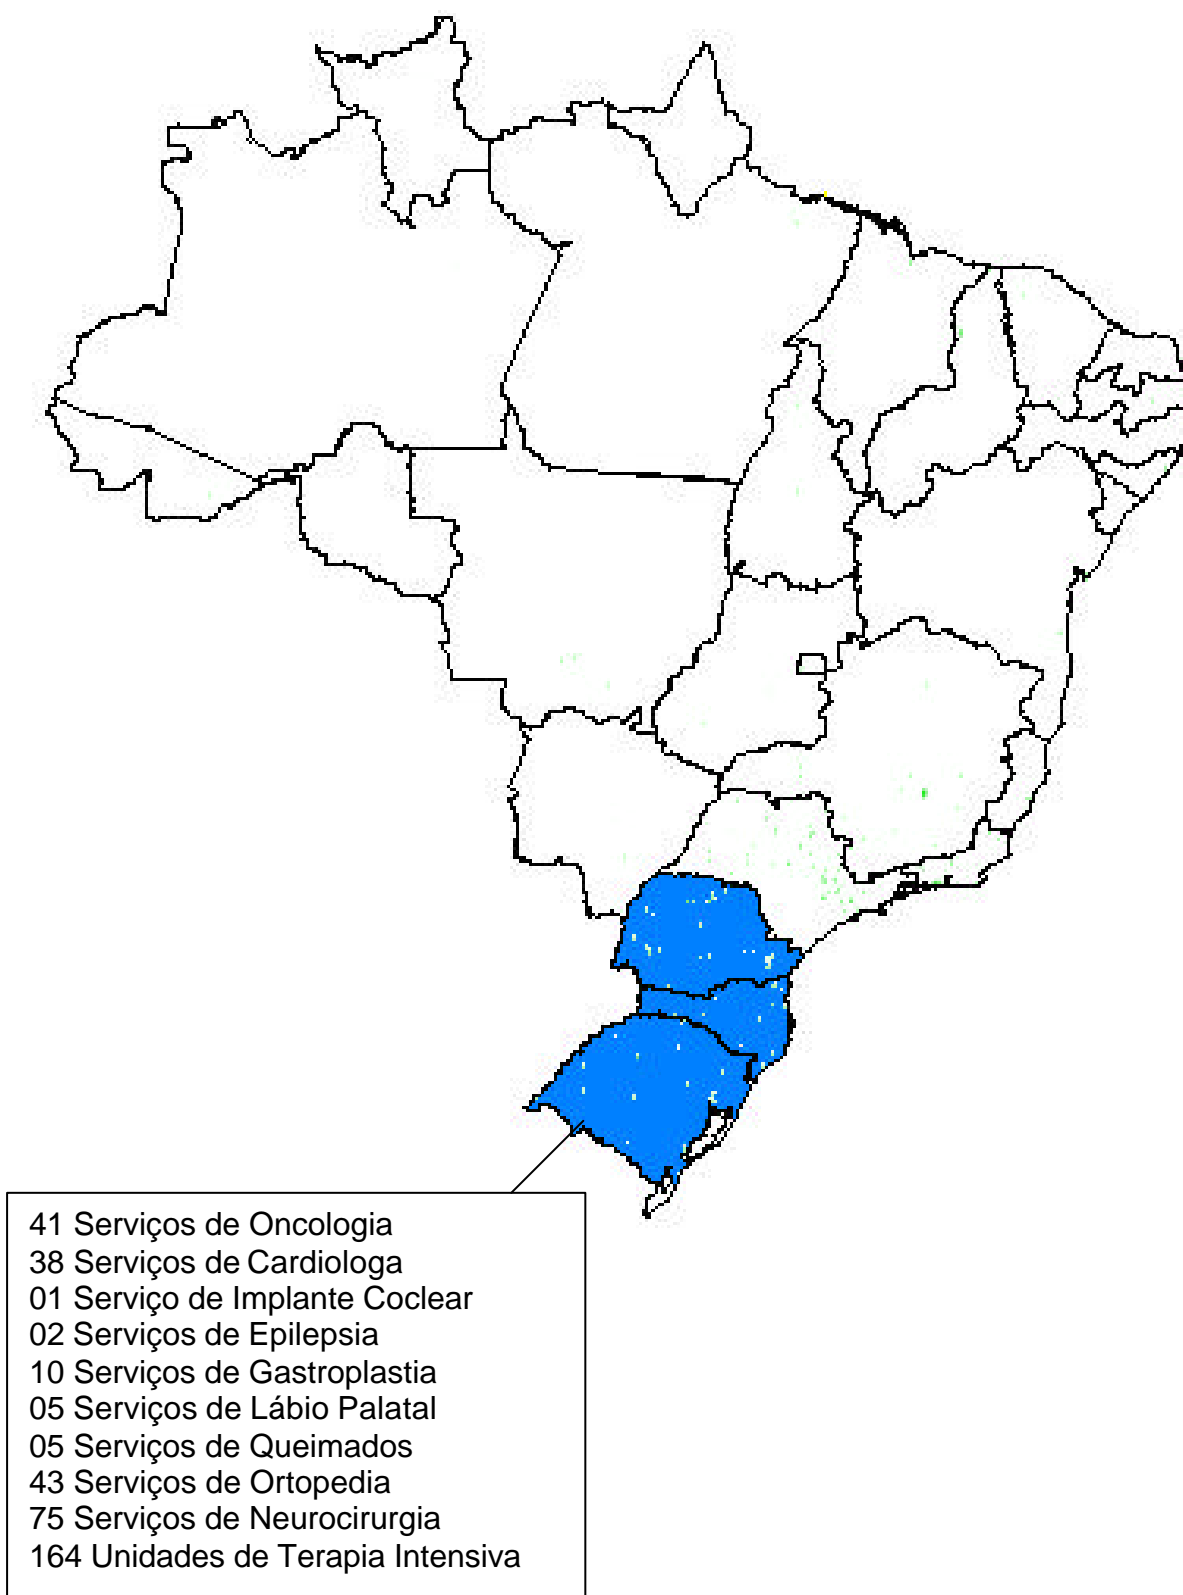 41 Serviços de Oncologia
38 Serviços de Cardiologa
01 Serviço de Implante Coclear
02 Serviços de Epilepsia
10 Serviços de Gastroplastia
05 Serviços de Lábio Palatal
05 Serviços de Queimados
43 Serviços de Ortopedia
75 Serviços de Neurocirurgia
164 Unidades de Terapia Intensiva